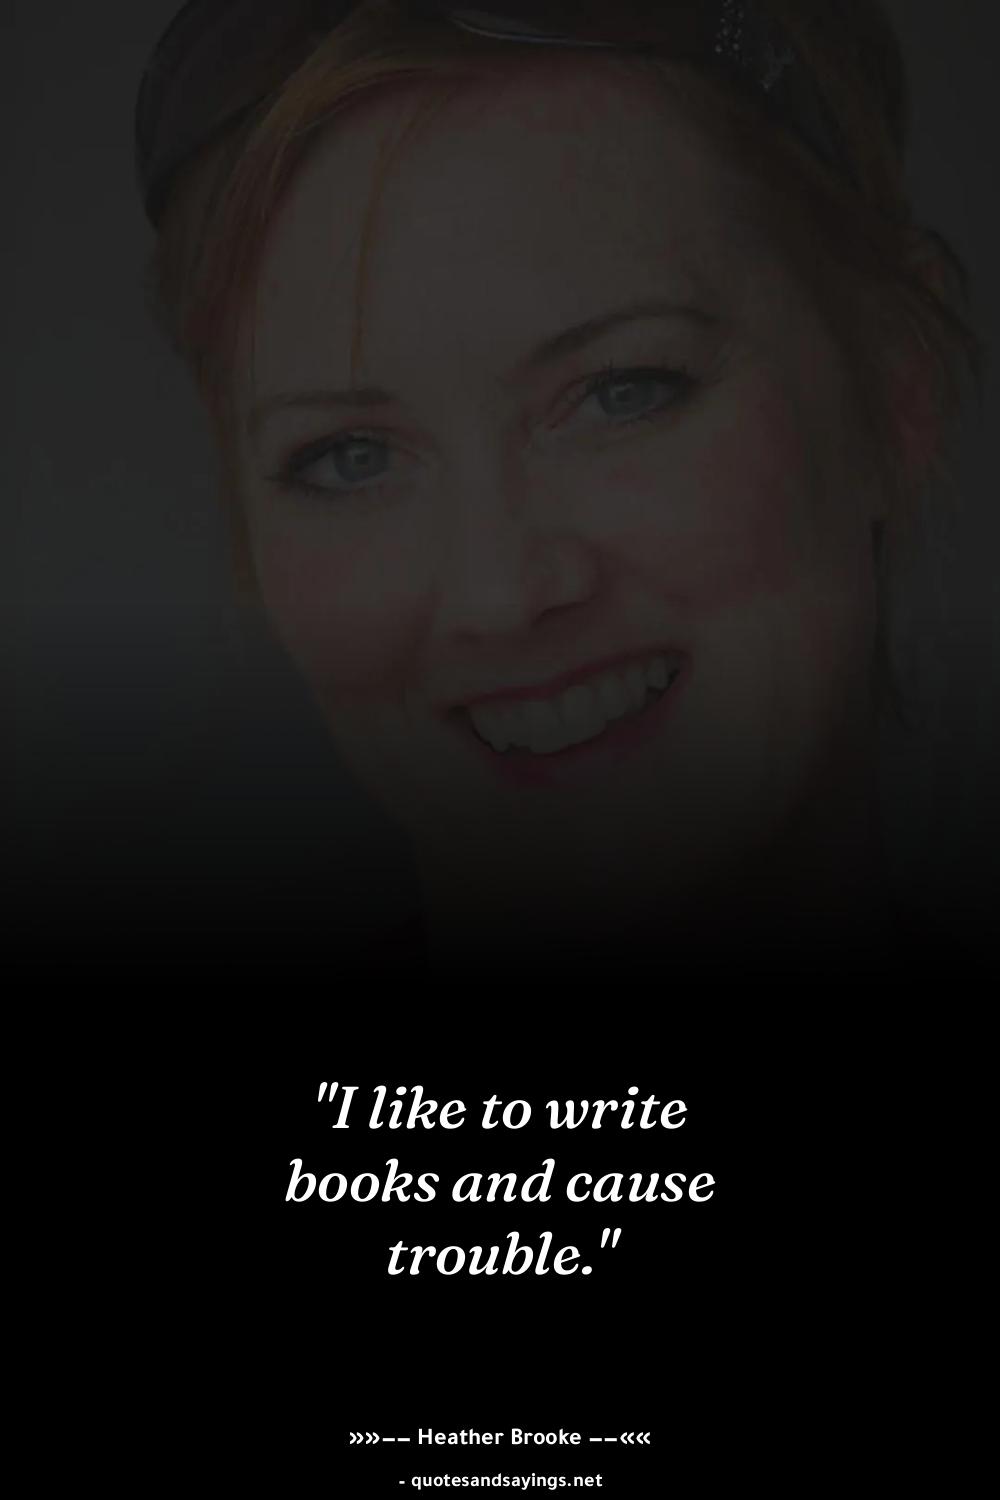 "I like to write
books and cause
trouble."
»»–– Heather Brooke ––««
- quotesandsayings.net